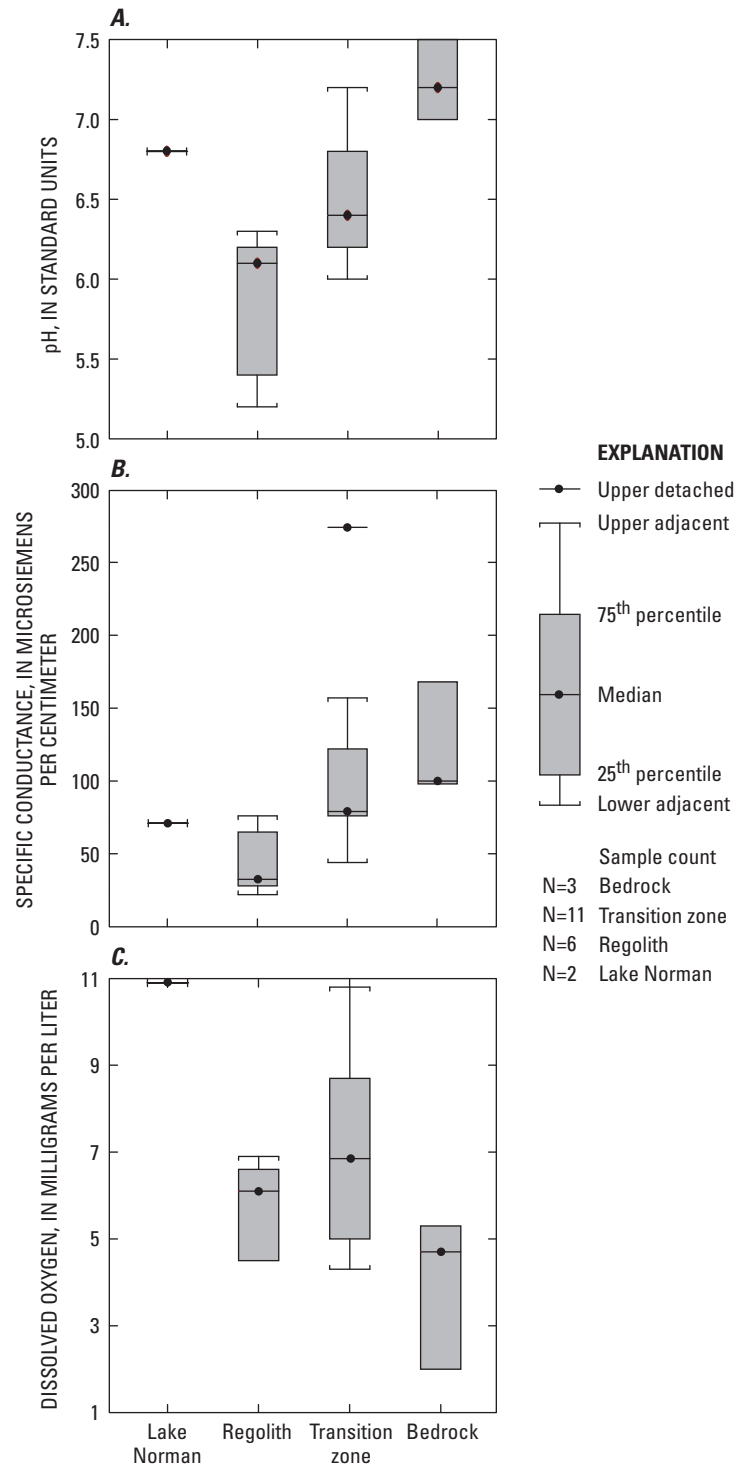 A.
7.5
7.0
6.5
6.0
5.5
5.0
pH, IN STANDARD UNITS
B.
300
250
200
150
100
50
0
SPECIFIC CONDUCTANCE, IN MICROSIEMENS
PER CENTIMETER
C.
11
9
7
5
3
1
DISSOLVED OXYGEN, IN MILLIGRAMS PER LITER
Lake
Norman
Regolith
Transition
zone
Bedrock
EXPLANATION
Upper detached
Upper adjacent
75th percentile
Median
25th percentile
Lower adjacent
Sample count
N=3 Bedrock
N=11 Transition zone
N=6 Regolith
N=2 Lake Norman